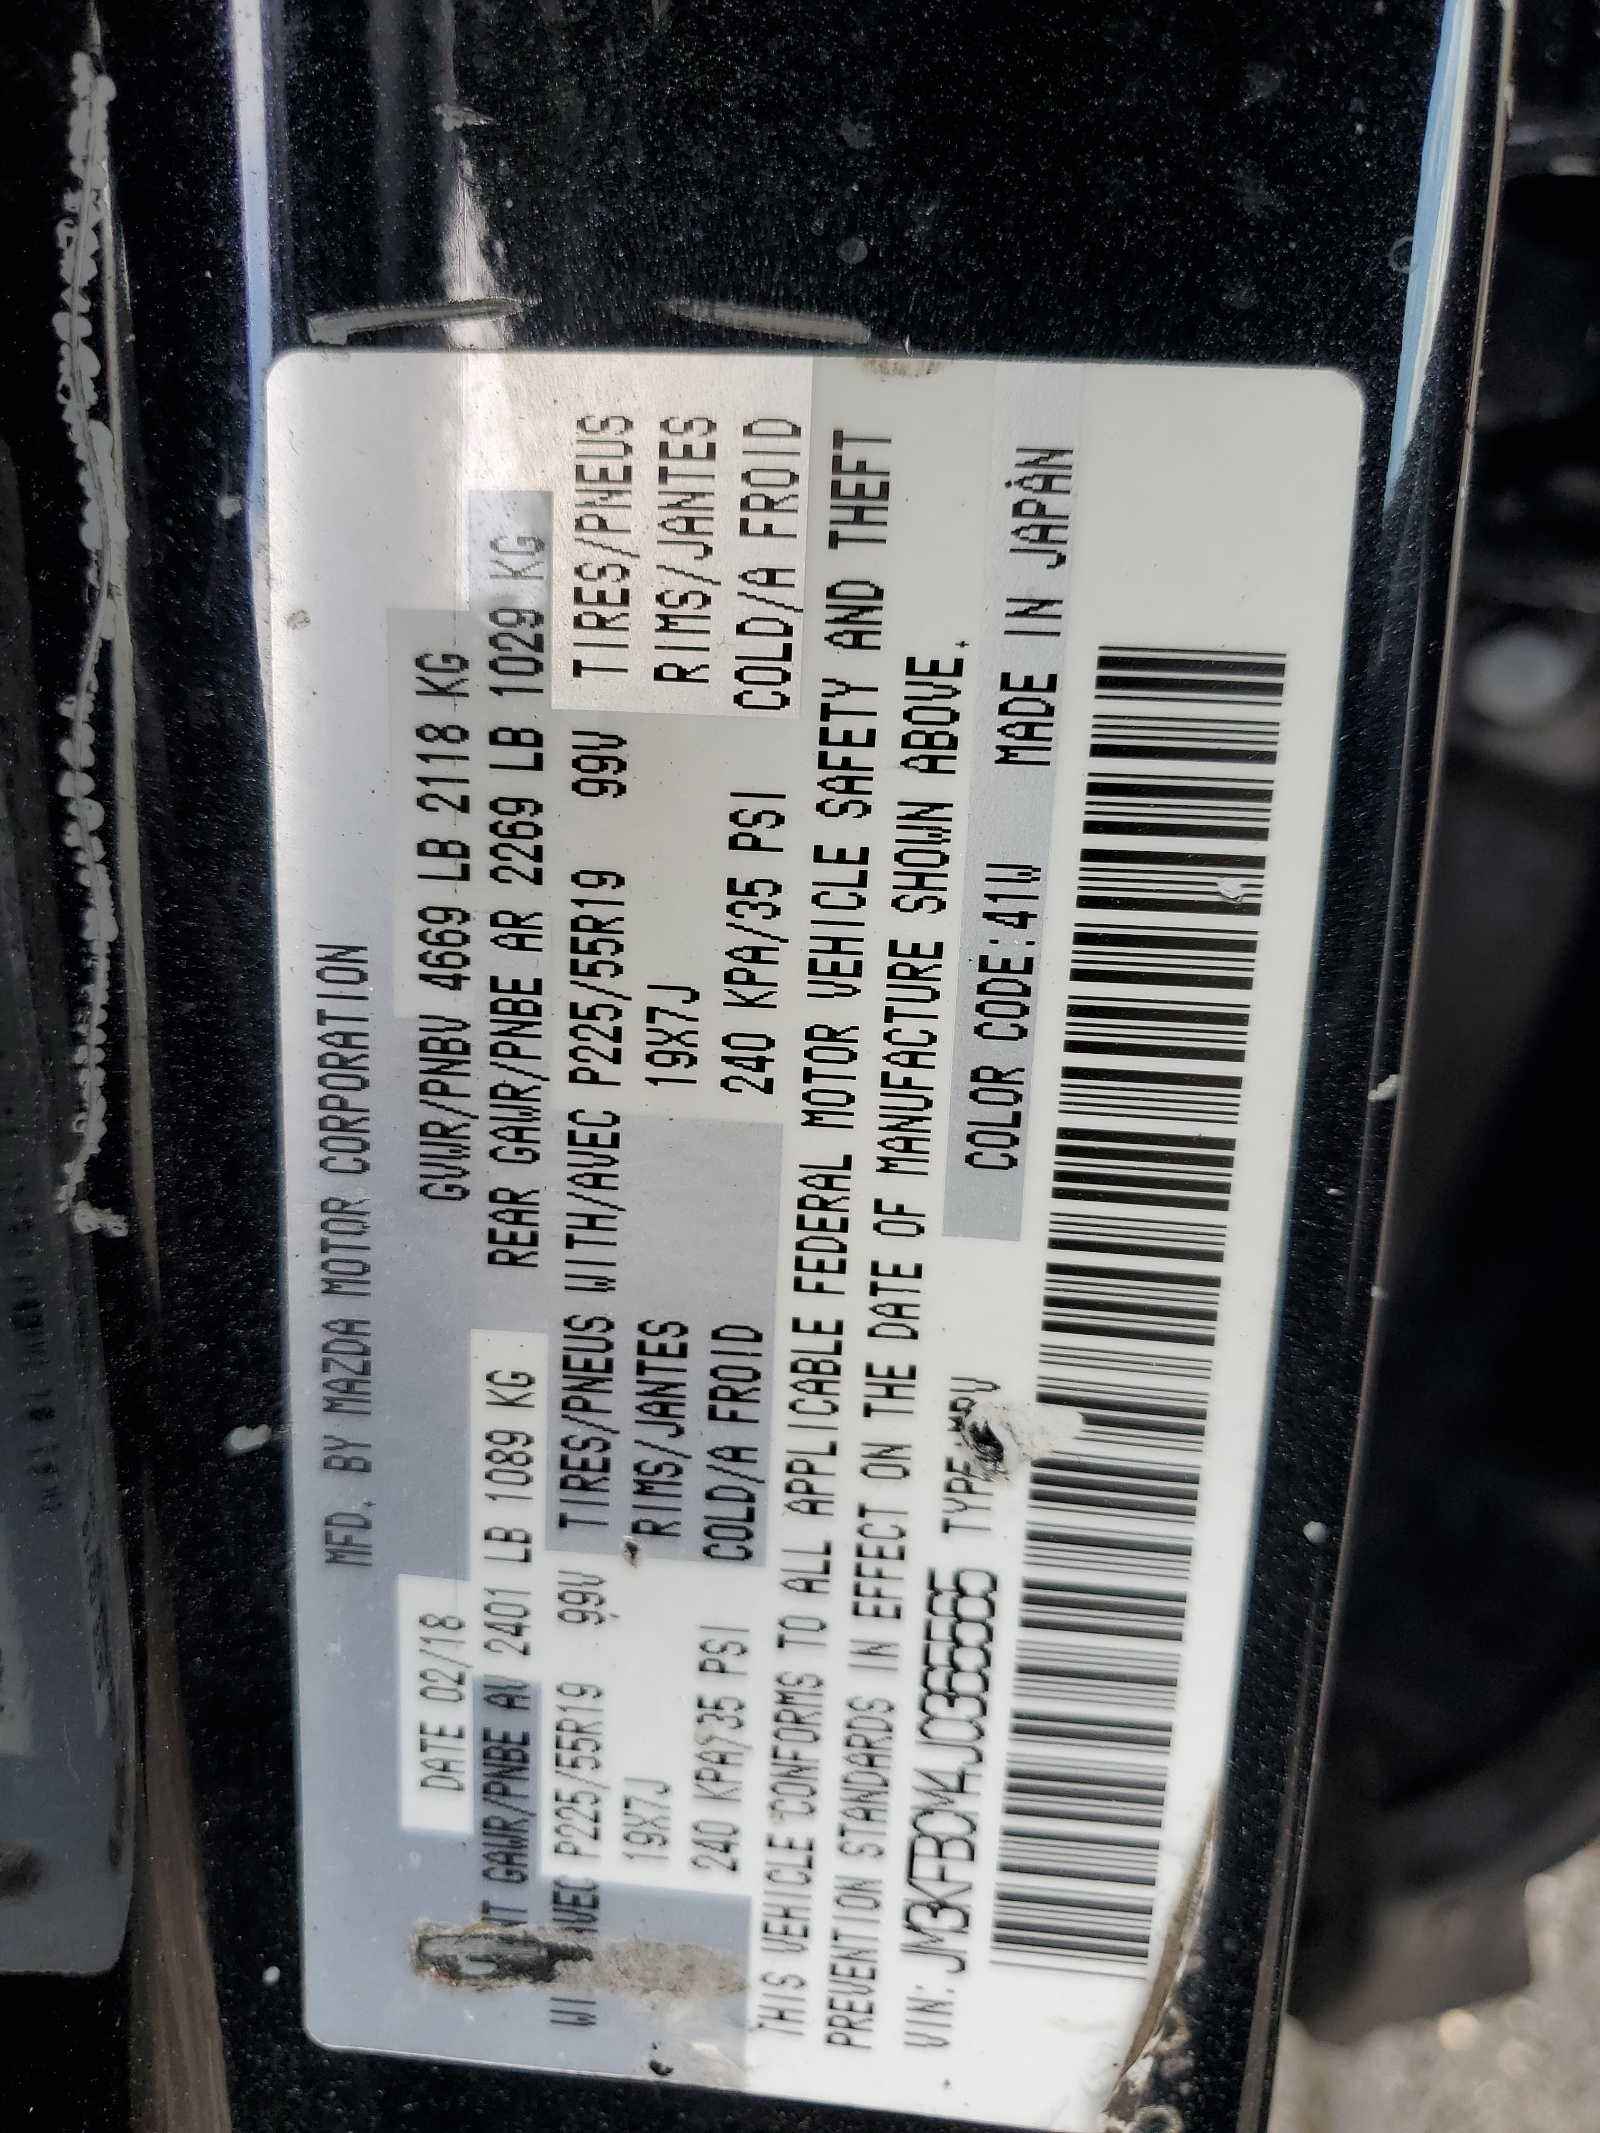 MFD. BY MAZDA MOTOR CORPORATION
DATE 02/18 GVWR/PNBV 4669 LB 2118 KG
GAWR/PNBE AV 2401 LB 1089 KG REAR GAWR/PNBE AR 2269 LB 1029 KG
P225/55R19 99V TIRES/PNEUS WITH/AVEC P225/55R19 99V TIRES/PNEUS
19X7J RIMS/JANTES 19X7J RIMS/JANTES
240 KPA/35 PSI COLD/A FROID 240 KPA/35 PSI COLD/A FROID
THIS VEHICLE CONFORMS TO ALL APPLICABLE FEDERAL MOTOR VEHICLE SAFETY AND THEFT
PREVENTION STANDARDS IN EFFECT ON THE DATE OF MANUFACTURE SHOWN ABOVE.
VIN: JM3KFBCM4J0365565 TYPE:MPV COLOR CODE:41W MADE IN JAPAN